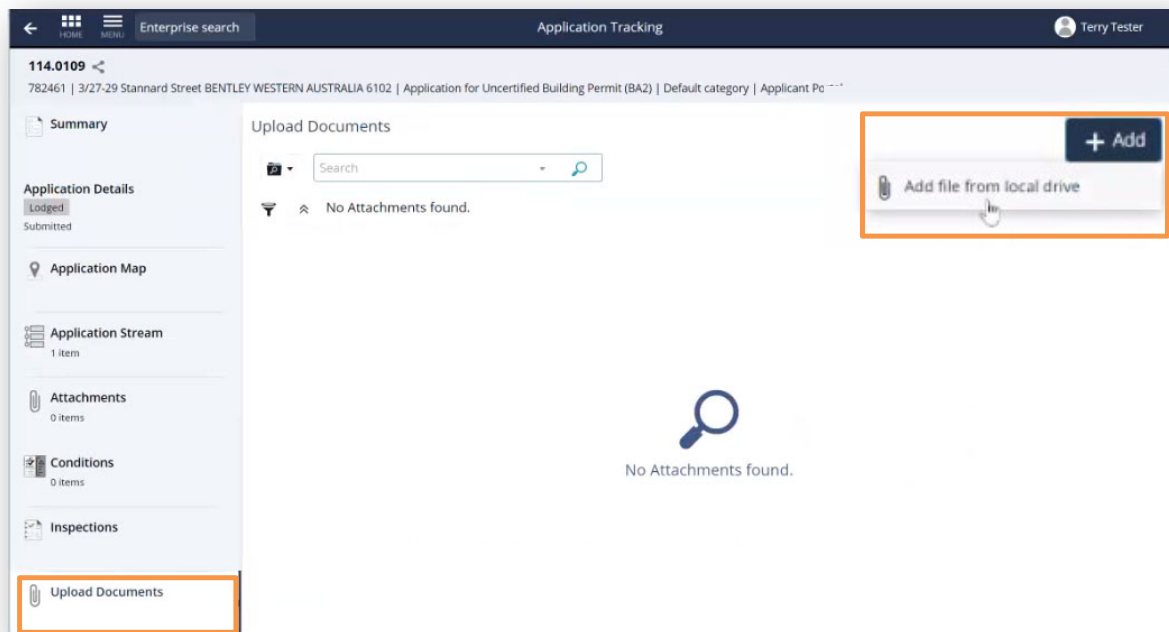 HOME MENU Enterprise search Application Tracking Terry Tester
114.0109
782461 | 3/27-29 Stannard Street BENTLEY WESTERN AUSTRALIA 6102 | Application for Uncertified Building Permit (BA2) | Default category | Applicant
Summary
Application Details
Lodged
Submitted
Application Map
Application Stream
1 item
Attachments
0 items
Conditions
0 items
Inspections
Upload Documents
Upload Documents
Search
No Attachments found.
+ Add
Add file from local drive
No Attachments found.